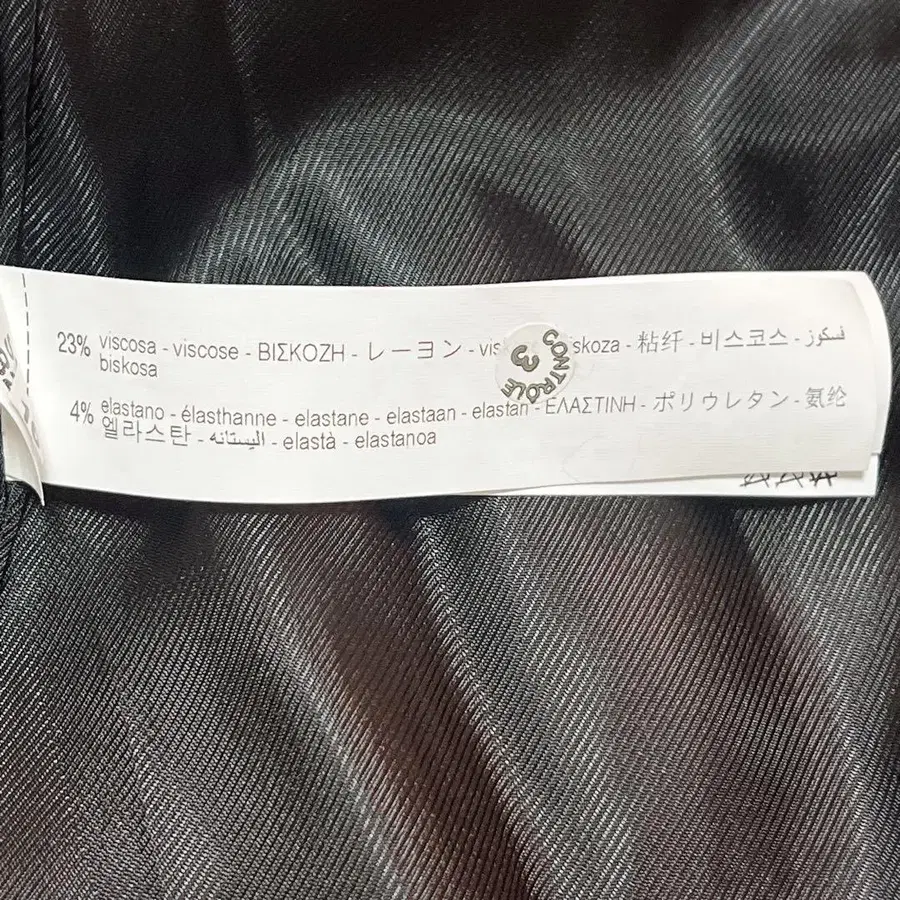 23% viscosa - viscose - ΒΙΣΚΟΖΗ - レーヨン - vis skoza - 粘纤 - 비스코스 - فسكوز
biskosa
4% elastano - élasthanne - elastane - elastaan - elastan - ΕΛΑΣΤΙΝΗ - ポリウレタン - 氨纶
엘라스탄 - اليستانه - elastà - elastanoa
CONTRÔLE
3